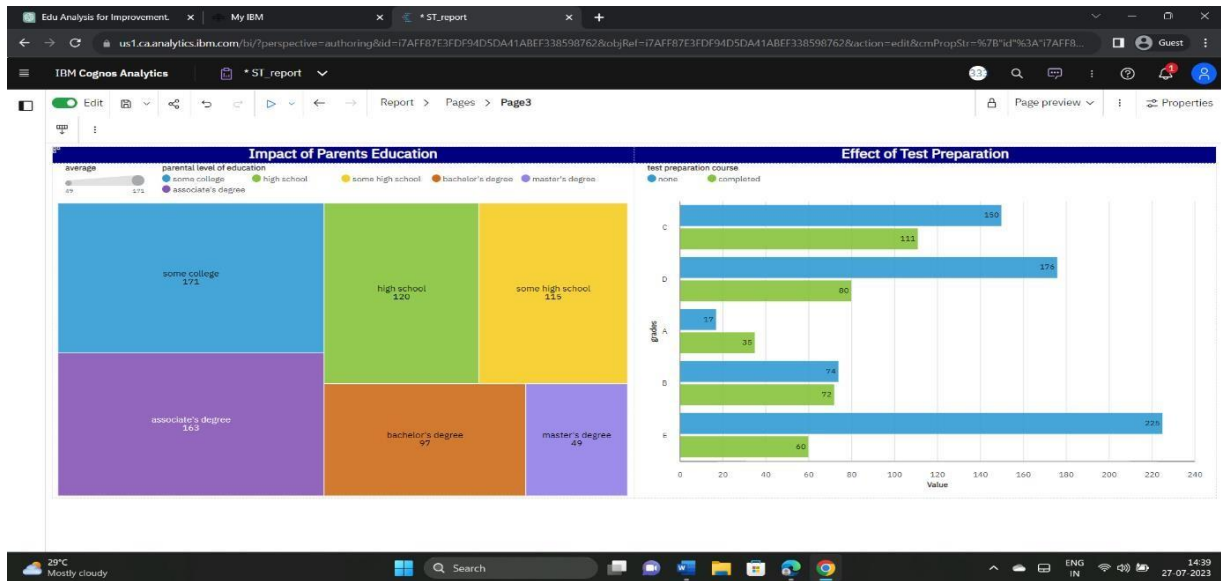 Edu Analysis for Improvement.
My IBM
* ST_report
us1.ca.analytics.ibm.com/bi/?perspective=authoring&id=i7AFF87E3FDF94D5DA41ABEF338598762&objRef=i7AFF87E3FDF94D5DA41ABEF338598762&action=edit&cmPropStr=%7B"id"%3A"i7AFF8...
Guest
IBM Cognos Analytics
* ST_report
1
Edit
Report > Pages > Page3
Page preview
Properties
Impact of Parents Education
average
49
171
parental level of education
some college
high school
some high school
bachelor's degree
master's degree
associate's degree
some college
171
high school
120
some high school
115
associate's degree
163
bachelor's degree
97
master's degree
49
Effect of Test Preparation
test preparation course
none
completed
grades
C
150
111
D
176
80
A
17
35
B
74
72
E
225
60
0 20 40 60 80 100 120 140 160 180 200 220 240
Value
29°C
Mostly cloudy
Search
ENG
IN
14:39
27-07-2023